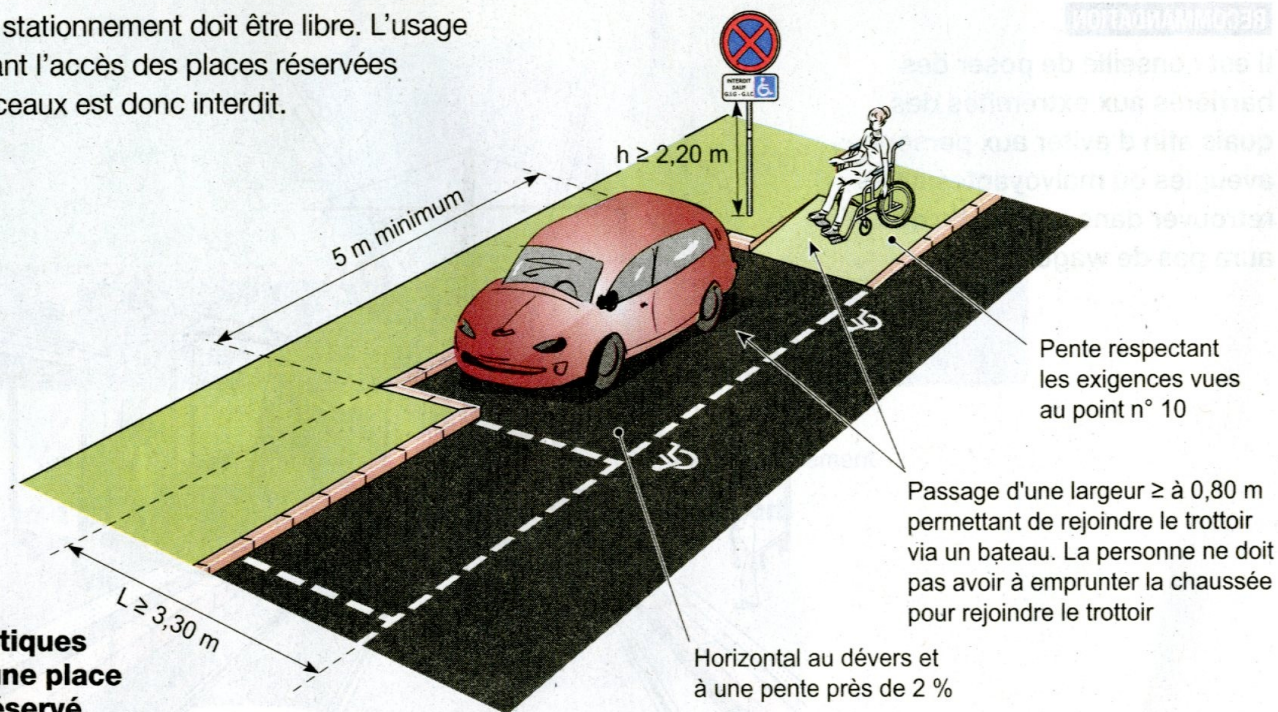 stationnement doit être libre. L'usage
ant l'accès des places réservées
ceaux est donc interdit.
INTERDIT
SAUF
G.I.G - G.I.C
h ≥ 2,20 m
5 m minimum
Pente respectant
les exigences vues
au point n° 10
Passage d'une largeur ≥ à 0,80 m
permettant de rejoindre le trottoir
via un bateau. La personne ne doit
pas avoir à emprunter la chaussée
pour rejoindre le trottoir
L ≥ 3,30 m
Horizontal au dévers et
à une pente près de 2 %
tiques
une place
éservé